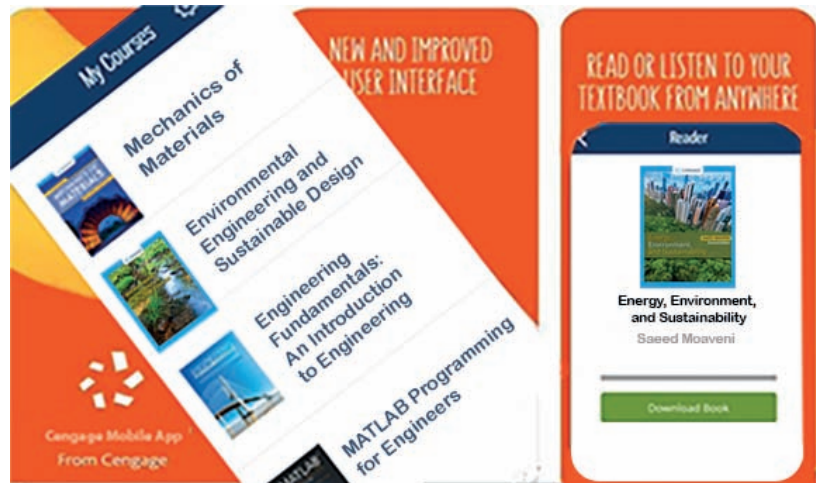 My Courses
Mechanics of
Materials
Environmental
Engineering and
Sustainable Design
Engineering
Fundamentals:
An Introduction
to Engineering
MATLAB Programming
for Engineers
MATLAB
Cengage Mobile App
From Cengage
NEW AND IMPROVED
USER INTERFACE
READ OR LISTEN TO YOUR
TEXTBOOK FROM ANYWHERE
Reader
Energy, Environment,
and Sustainability
Saeed Moaveni
Download Book